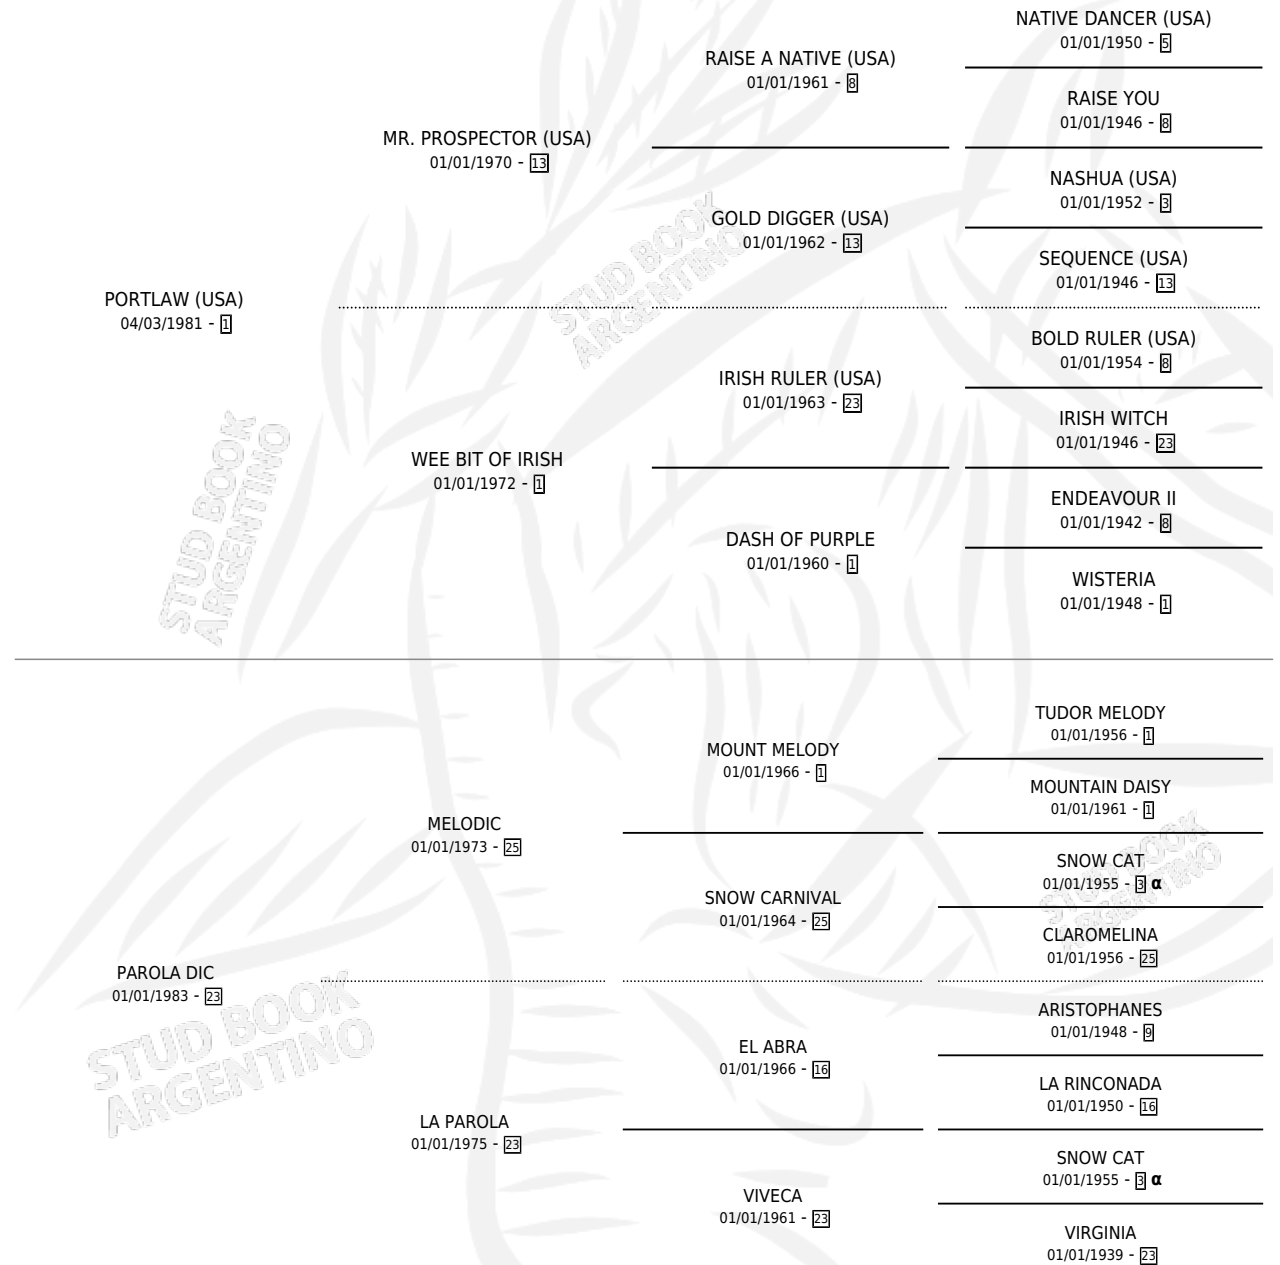 NATIVE DANCER (USA)
01/01/1950 - 5
RAISE A NATIVE (USA)
01/01/1961 - 8
RAISE YOU
01/01/1946 - 8
MR. PROSPECTOR (USA)
01/01/1970 - 13
NASHUA (USA)
01/01/1952 - 3
GOLD DIGGER (USA)
01/01/1962 - 13
SEQUENCE (USA)
01/01/1946 - 13
STUD BOOK
ARGENTINO
PORTLAW (USA)
04/03/1981 - 1
BOLD RULER (USA)
01/01/1954 - 8
IRISH RULER (USA)
01/01/1963 - 23
IRISH WITCH
01/01/1946 - 23
WEE BIT OF IRISH
01/01/1972 - 1
ENDEAVOUR II
01/01/1942 - 8
DASH OF PURPLE
01/01/1960 - 1
WISTERIA
01/01/1948 - 1
STUD BOOK
ARGENTINO
TUDOR MELODY
01/01/1956 - 1
MOUNT MELODY
01/01/1966 - 1
MOUNTAIN DAISY
01/01/1961 - 1
MELODIC
01/01/1973 - 25
SNOW CAT
01/01/1955 - 3 α
SNOW CARNIVAL
01/01/1964 - 25
CLAROMELINA
01/01/1956 - 25
STUD BOOK
ARGENTINO
PAROLA DIC
01/01/1983 - 23
ARISTOPHANES
01/01/1948 - 9
EL ABRA
01/01/1966 - 16
LA RINCONADA
01/01/1950 - 16
STUD BOOK
ARGENTINO
LA PAROLA
01/01/1975 - 23
SNOW CAT
01/01/1955 - 3 α
VIVECA
01/01/1961 - 23
VIRGINIA
01/01/1939 - 23